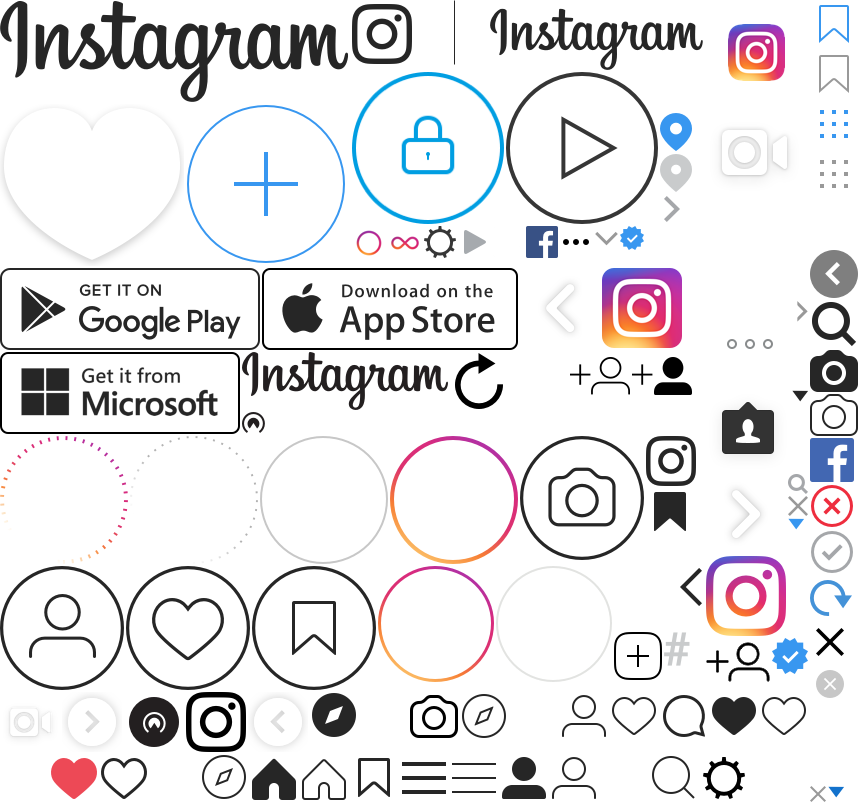 Instagram
Instagram
GET IT ON
Google Play
Download on the
App Store
Get it from
Microsoft
Instagram
#